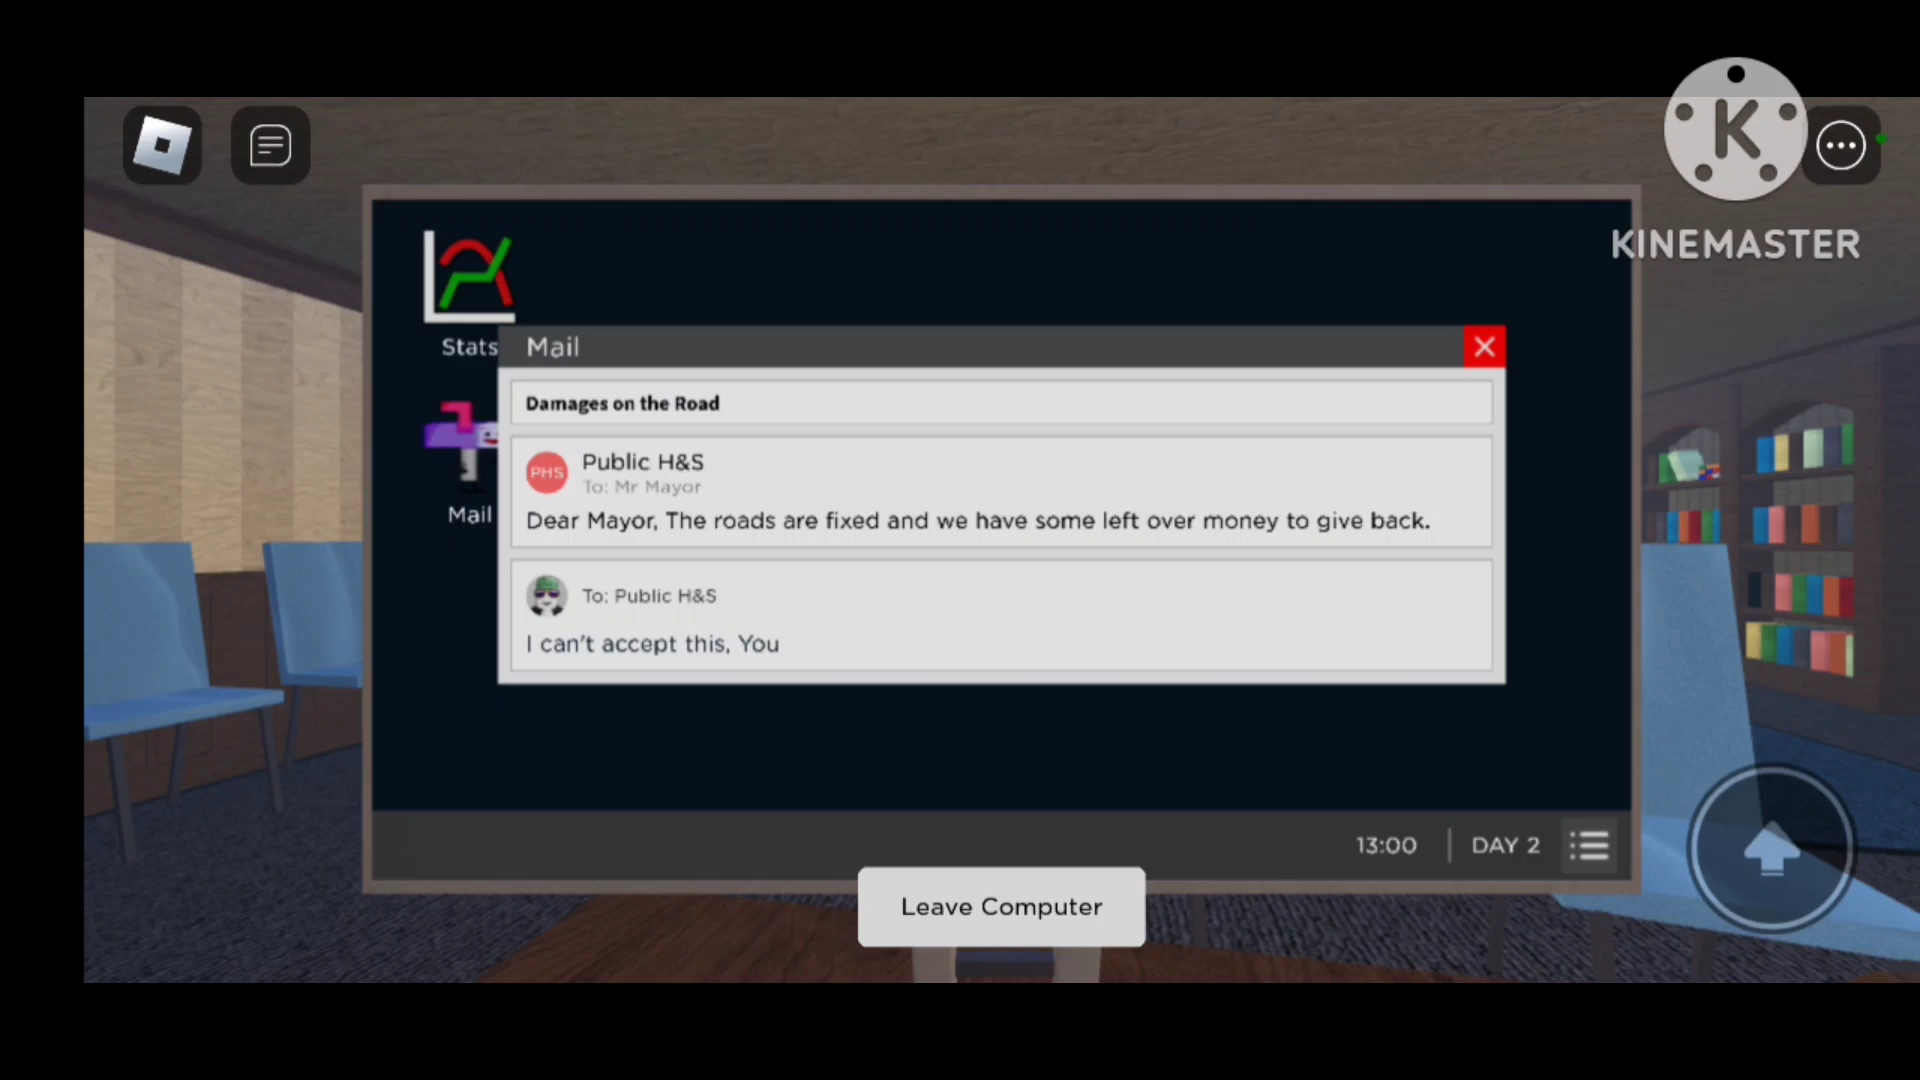 K
KINEMASTER
Stats
Mail
Mail
Damages on the Road
PHS
Public H&S
To: Mr Mayor
Dear Mayor, The roads are fixed and we have some left over money to give back.
To: Public H&S
I can't accept this, You
13:00
DAY 2
Leave Computer